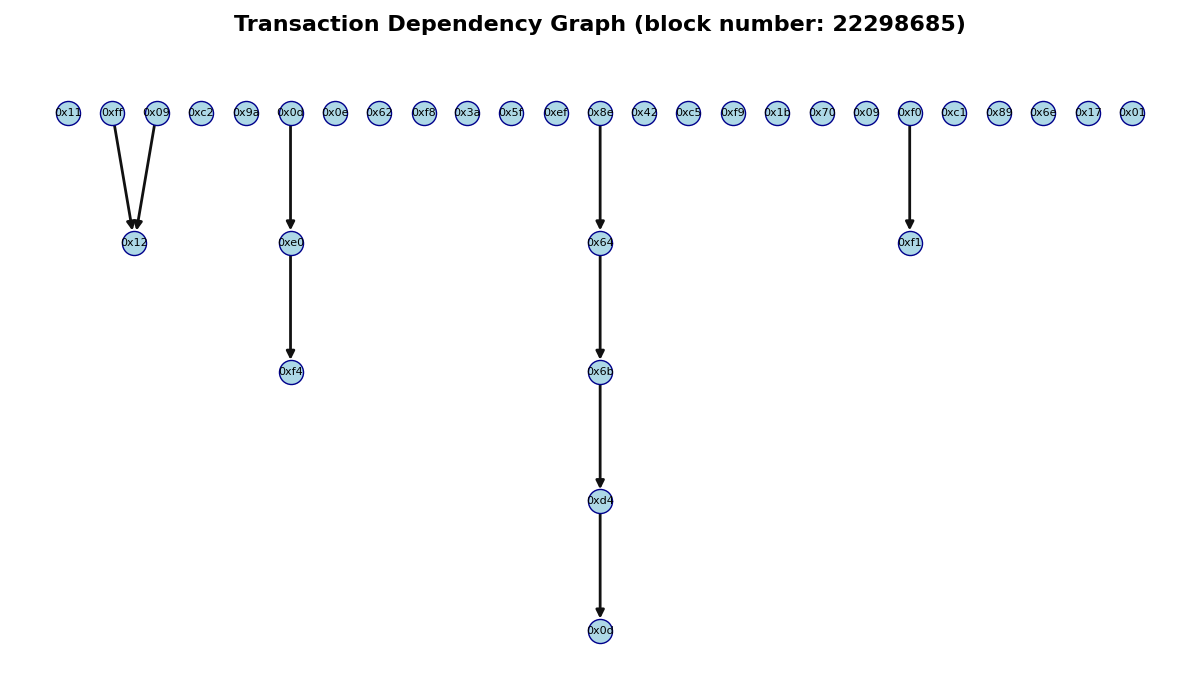 Transaction Dependency Graph (block number: 22298685)
0x11 0xff 0x09 0xc2 0x9a 0x0d 0x0e 0x62 0xf8 0x3a 0x5f 0xef 0x8e 0x42 0xc5 0xf9 0x1b 0x70 0x09 0xf0 0xc1 0x89 0x6e 0x17 0x01
0x12 0xe0 0x64 0xf1
0xf4 0x6b
0xd4
0x0d